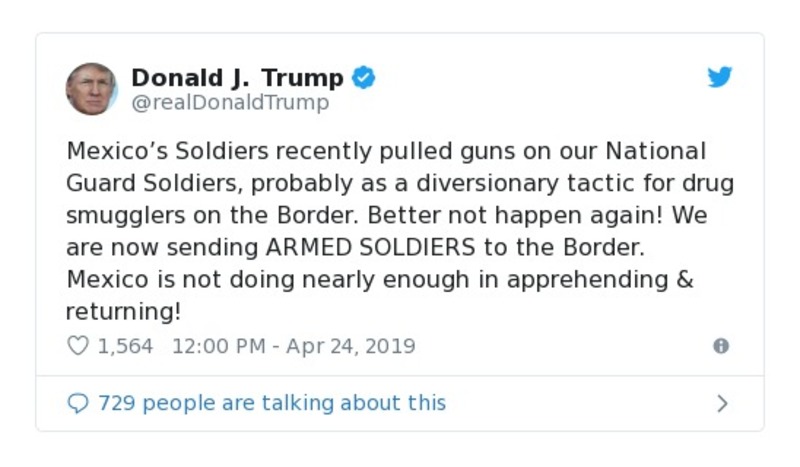 Donald J. Trump
@realDonaldTrump
Mexico’s Soldiers recently pulled guns on our National
Guard Soldiers, probably as a diversionary tactic for drug
smugglers on the Border. Better not happen again! We
are now sending ARMED SOLDIERS to the Border.
Mexico is not doing nearly enough in apprehending &
returning!
1,564 12:00 PM - Apr 24, 2019
729 people are talking about this